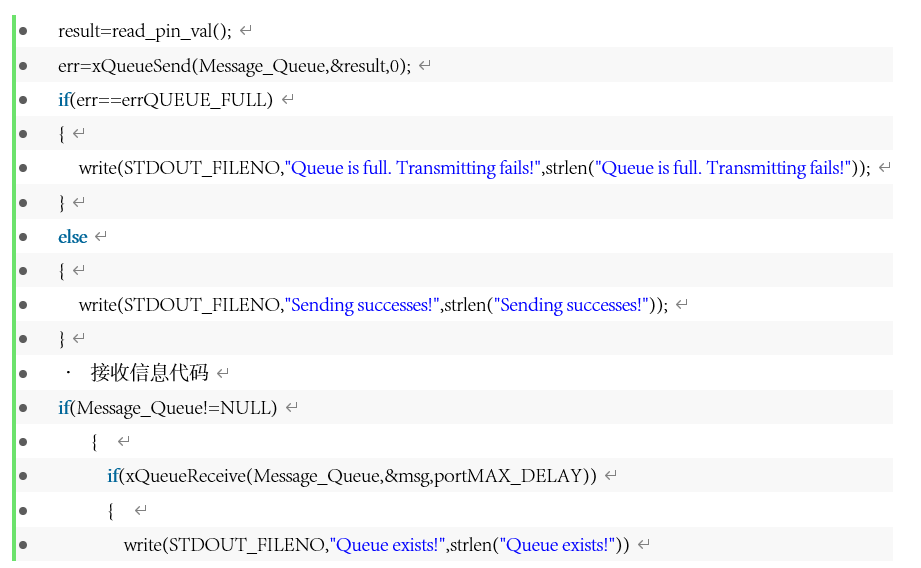 result=read_pin_val(); ↵
err=xQueueSend(Message_Queue,&result,0); ↵
if(err==errQUEUE_FULL) ↵
{ ↵
write(STDOUT_FILENO,"Queue is full. Transmitting fails!",strlen("Queue is full. Transmitting fails!")); ↵
} ↵
else ↵
{ ↵
write(STDOUT_FILENO,"Sending successes!",strlen("Sending successes!")); ↵
} ↵
· 接收信息代码 ↵
if(Message_Queue!=NULL) ↵
{ ↵
if(xQueueReceive(Message_Queue,&msg,portMAX_DELAY)) ↵
{ ↵
write(STDOUT_FILENO,"Queue exists!",strlen("Queue exists!")) ↵